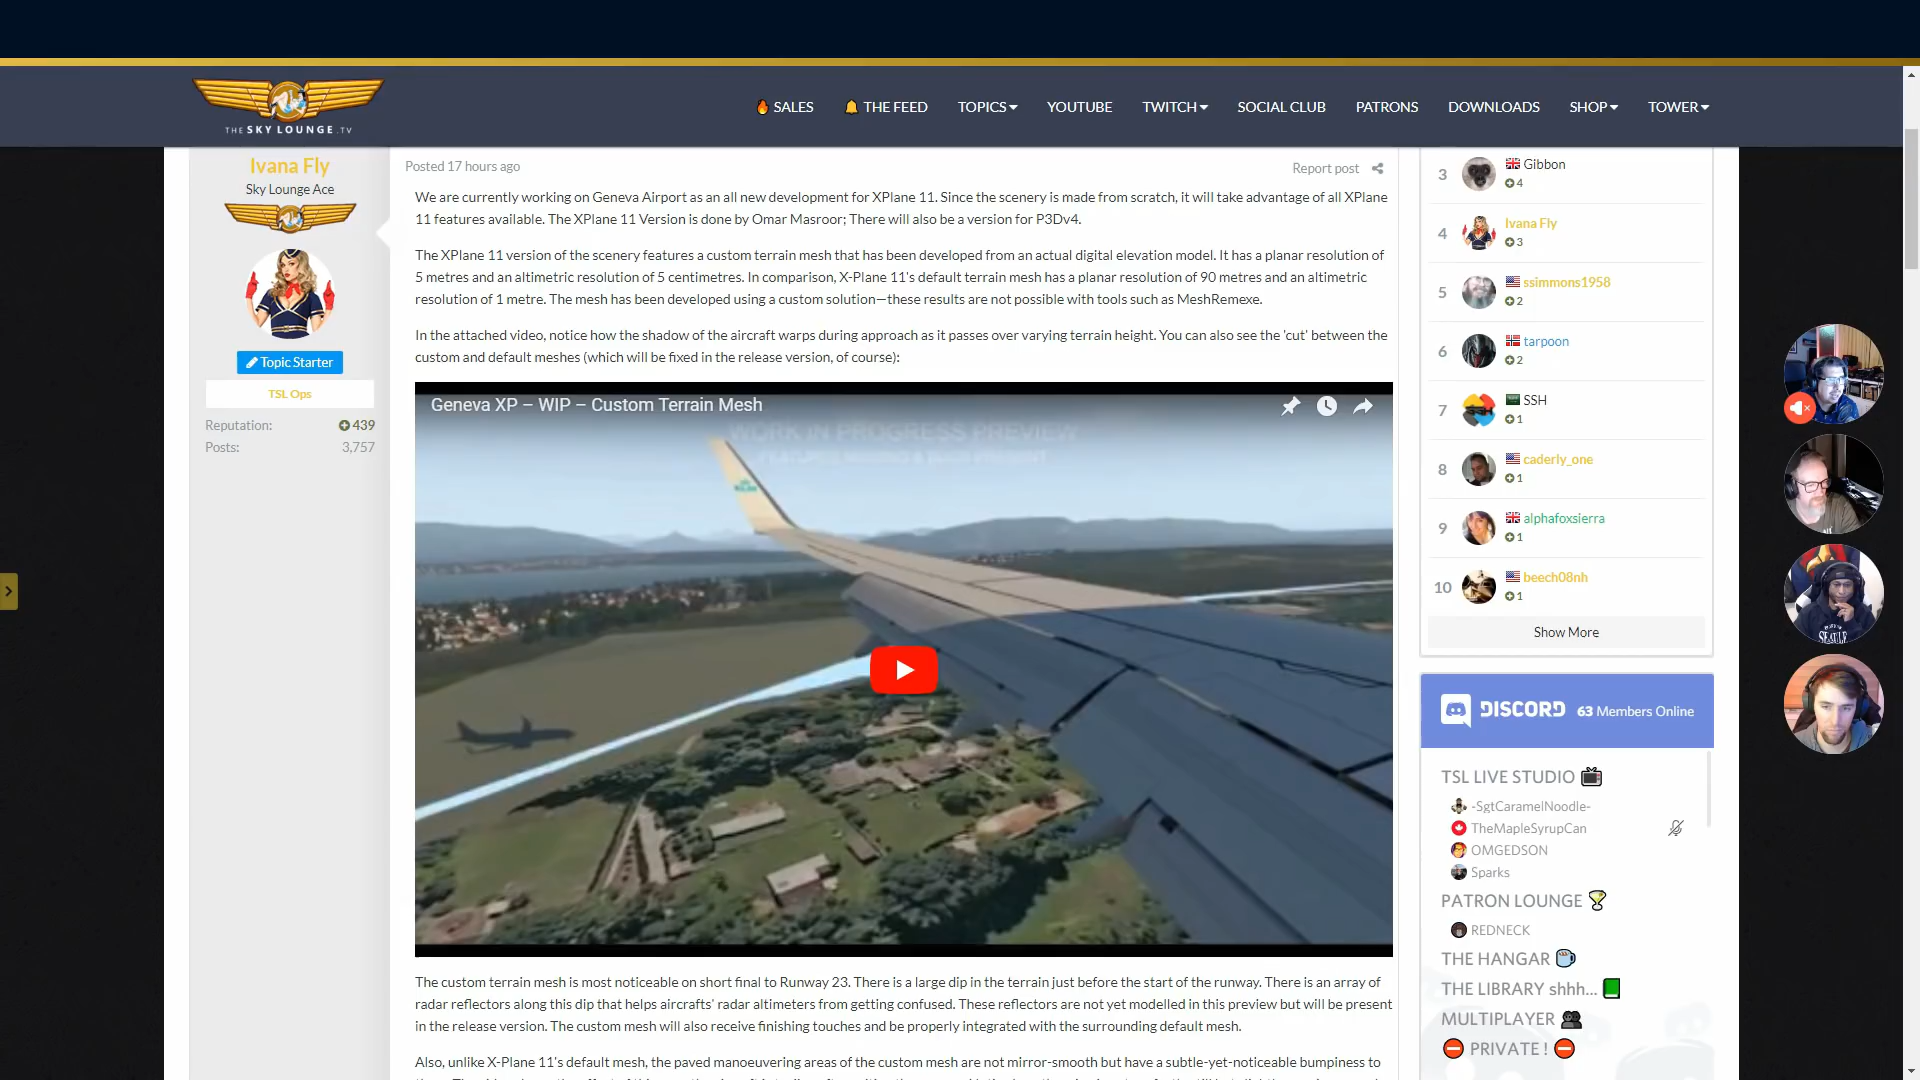 THE SKY LOUNGE .TV
SALES
THE FEED
TOPICS
YOUTUBE
TWITCH
SOCIAL CLUB
PATRONS
DOWNLOADS
SHOP
TOWER
Ivana Fly
Sky Lounge Ace
Topic Starter
TSL Ops
Reputation: 439
Posts: 3,757
Posted 17 hours ago
Report post
We are currently working on Geneva Airport as an all new development for XPlane 11. Since the scenery is made from scratch, it will take advantage of all XPlane
11 features available. The XPlane 11 Version is done by Omar Masroor; There will also be a version for P3Dv4.
The XPlane 11 version of the scenery features a custom terrain mesh that has been developed from an actual digital elevation model. It has a planar resolution of
5 metres and an altimetric resolution of 5 centimetres. In comparison, X-Plane 11's default terrain mesh has a planar resolution of 90 metres and an altimetric
resolution of 1 metre. The mesh has been developed using a custom solution—these results are not possible with tools such as MeshRemexe.
In the attached video, notice how the shadow of the aircraft warps during approach as it passes over varying terrain height. You can also see the 'cut' between the
custom and default meshes (which will be fixed in the release version, of course):
Geneva XP – WIP – Custom Terrain Mesh
WORK IN PROGRESS PREVIEW
The custom terrain mesh is most noticeable on short final to Runway 23. There is a large dip in the terrain just before the start of the runway. There is an array of
radar reflectors along this dip that helps aircrafts' radar altimeters from getting confused. These reflectors are not yet modelled in this preview but will be present
in the release version. The custom mesh will also receive finishing touches and be properly integrated with the surrounding default mesh.
Also, unlike X-Plane 11's default mesh, the paved manoeuvering areas of the custom mesh are not mirror-smooth but have a subtle-yet-noticeable bumpiness to
3
Gibbon
4
4
Ivana Fly
3
5
ssimmons1958
2
6
tarpoon
2
7
SSH
1
8
caderly_one
1
9
alphafoxsierra
1
10
beech08nh
1
Show More
DISCORD 63 Members Online
TSL LIVE STUDIO
-SgtCaramelNoodle-
TheMapleSyrupCan
OMGEDSON
Sparks
PATRON LOUNGE
REDNECK
THE HANGAR
THE LIBRARY shhh...
MULTIPLAYER
PRIVATE !